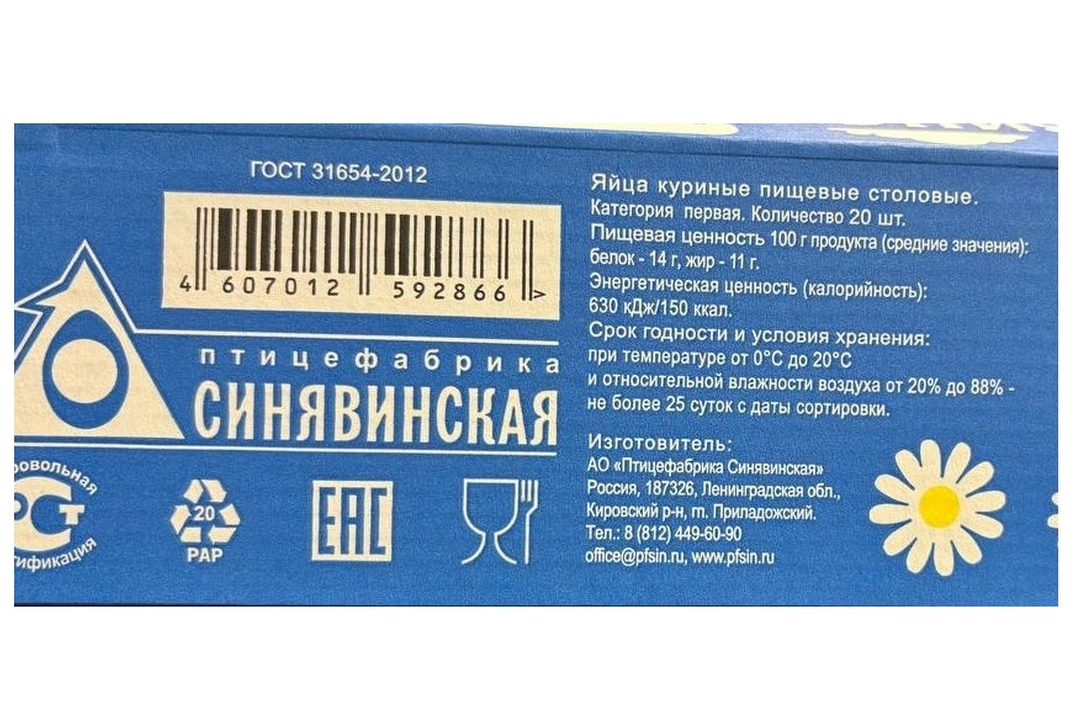 ГОСТ 31654-2012
4 607012 592866 >
птицефабрика
СИНЯВИНСКАЯ
РСТ
20
PAP
ЕАС
Яйца куриные пищевые столовые.
Категория первая. Количество 20 шт.
Пищевая ценность 100 г продукта (средние значения):
белок - 14 г, жир - 11 г.
Энергетическая ценность (калорийность):
630 кДж/150 ккал.
Срок годности и условия хранения:
при температуре от 0°С до 20°С
и относительной влажности воздуха от 20% до 88% -
не более 25 суток с даты сортировки.
Изготовитель:
АО «Птицефабрика Синявинская»
Россия, 187326, Ленинградская обл.,
Кировский р-н, т. Приладожский.
Тел.: 8 (812) 449-60-90
office@pfsin.ru, www.pfsin.ru